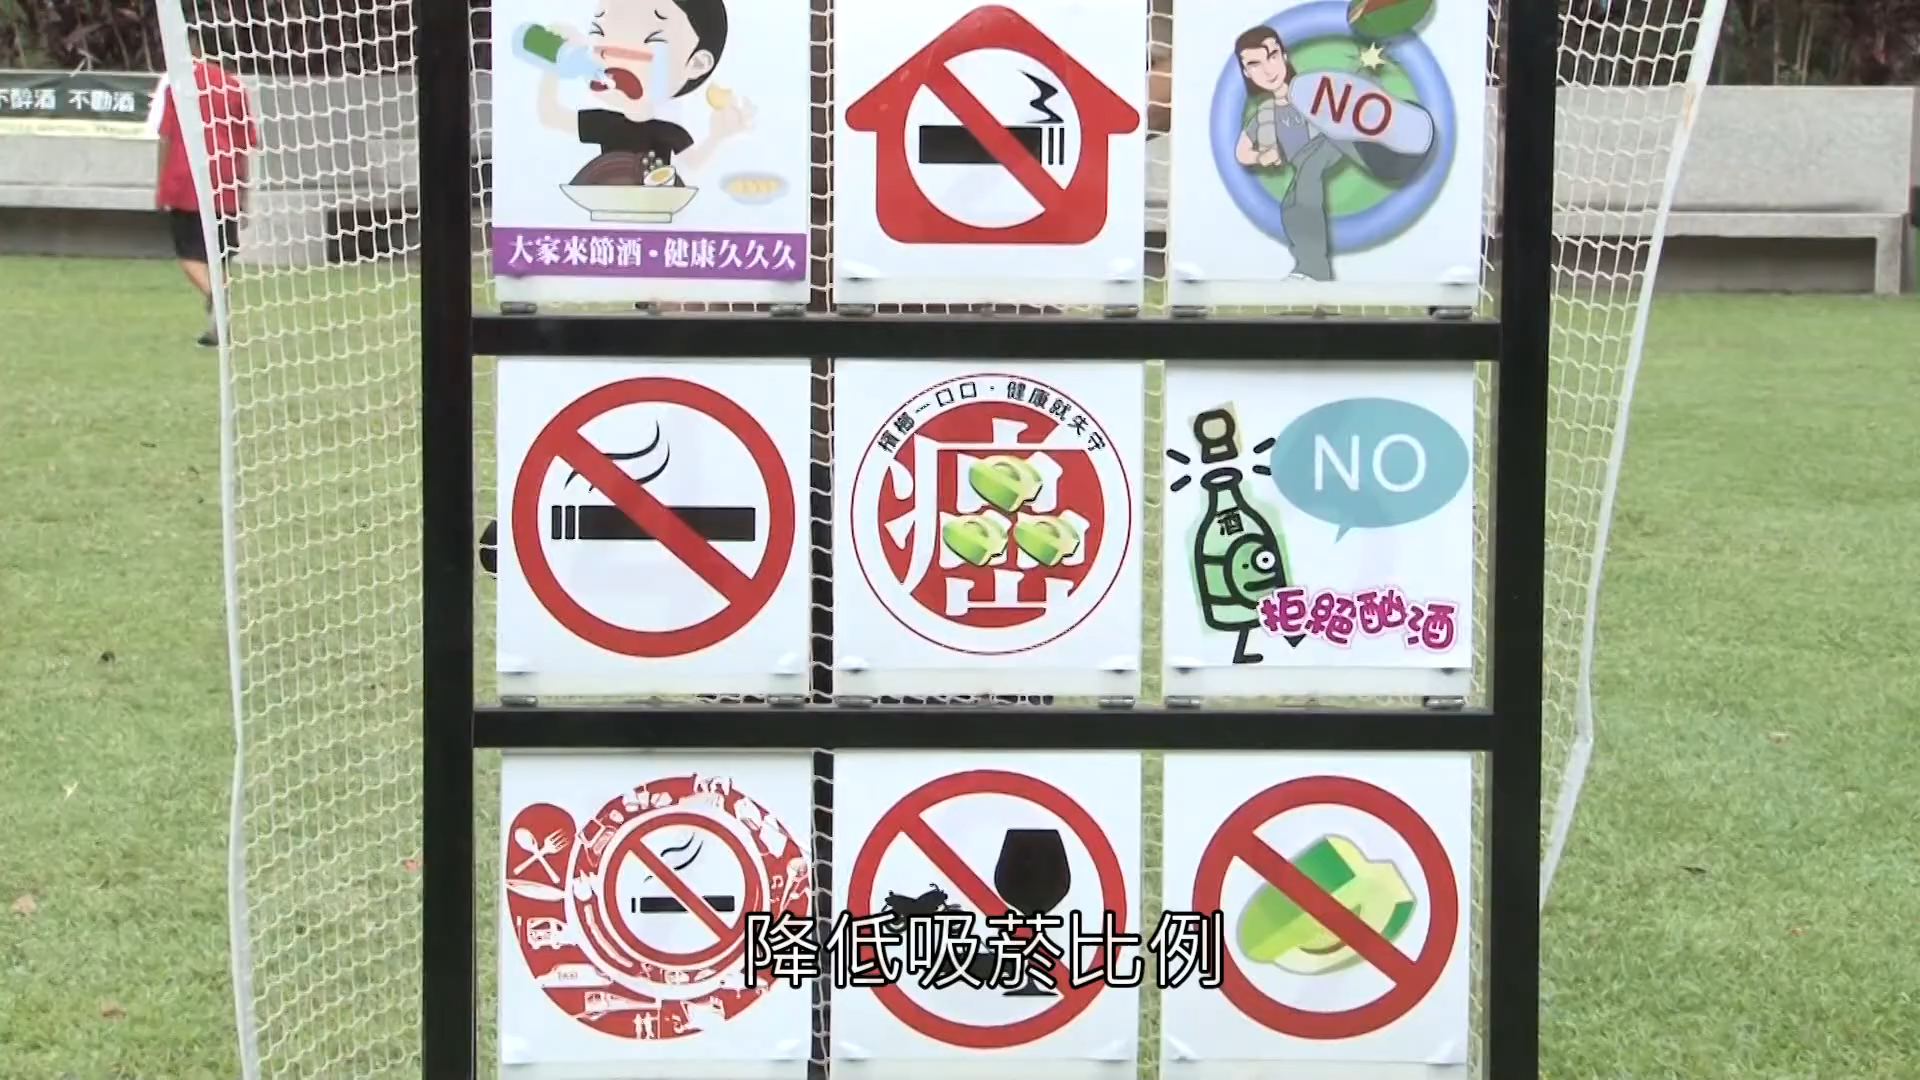 不醉酒 不勸酒
NO
大家來節酒・健康久久久
檳榔一口口・健康就失守
癌
NO
酒
拒絕酗酒
降低吸菸比例